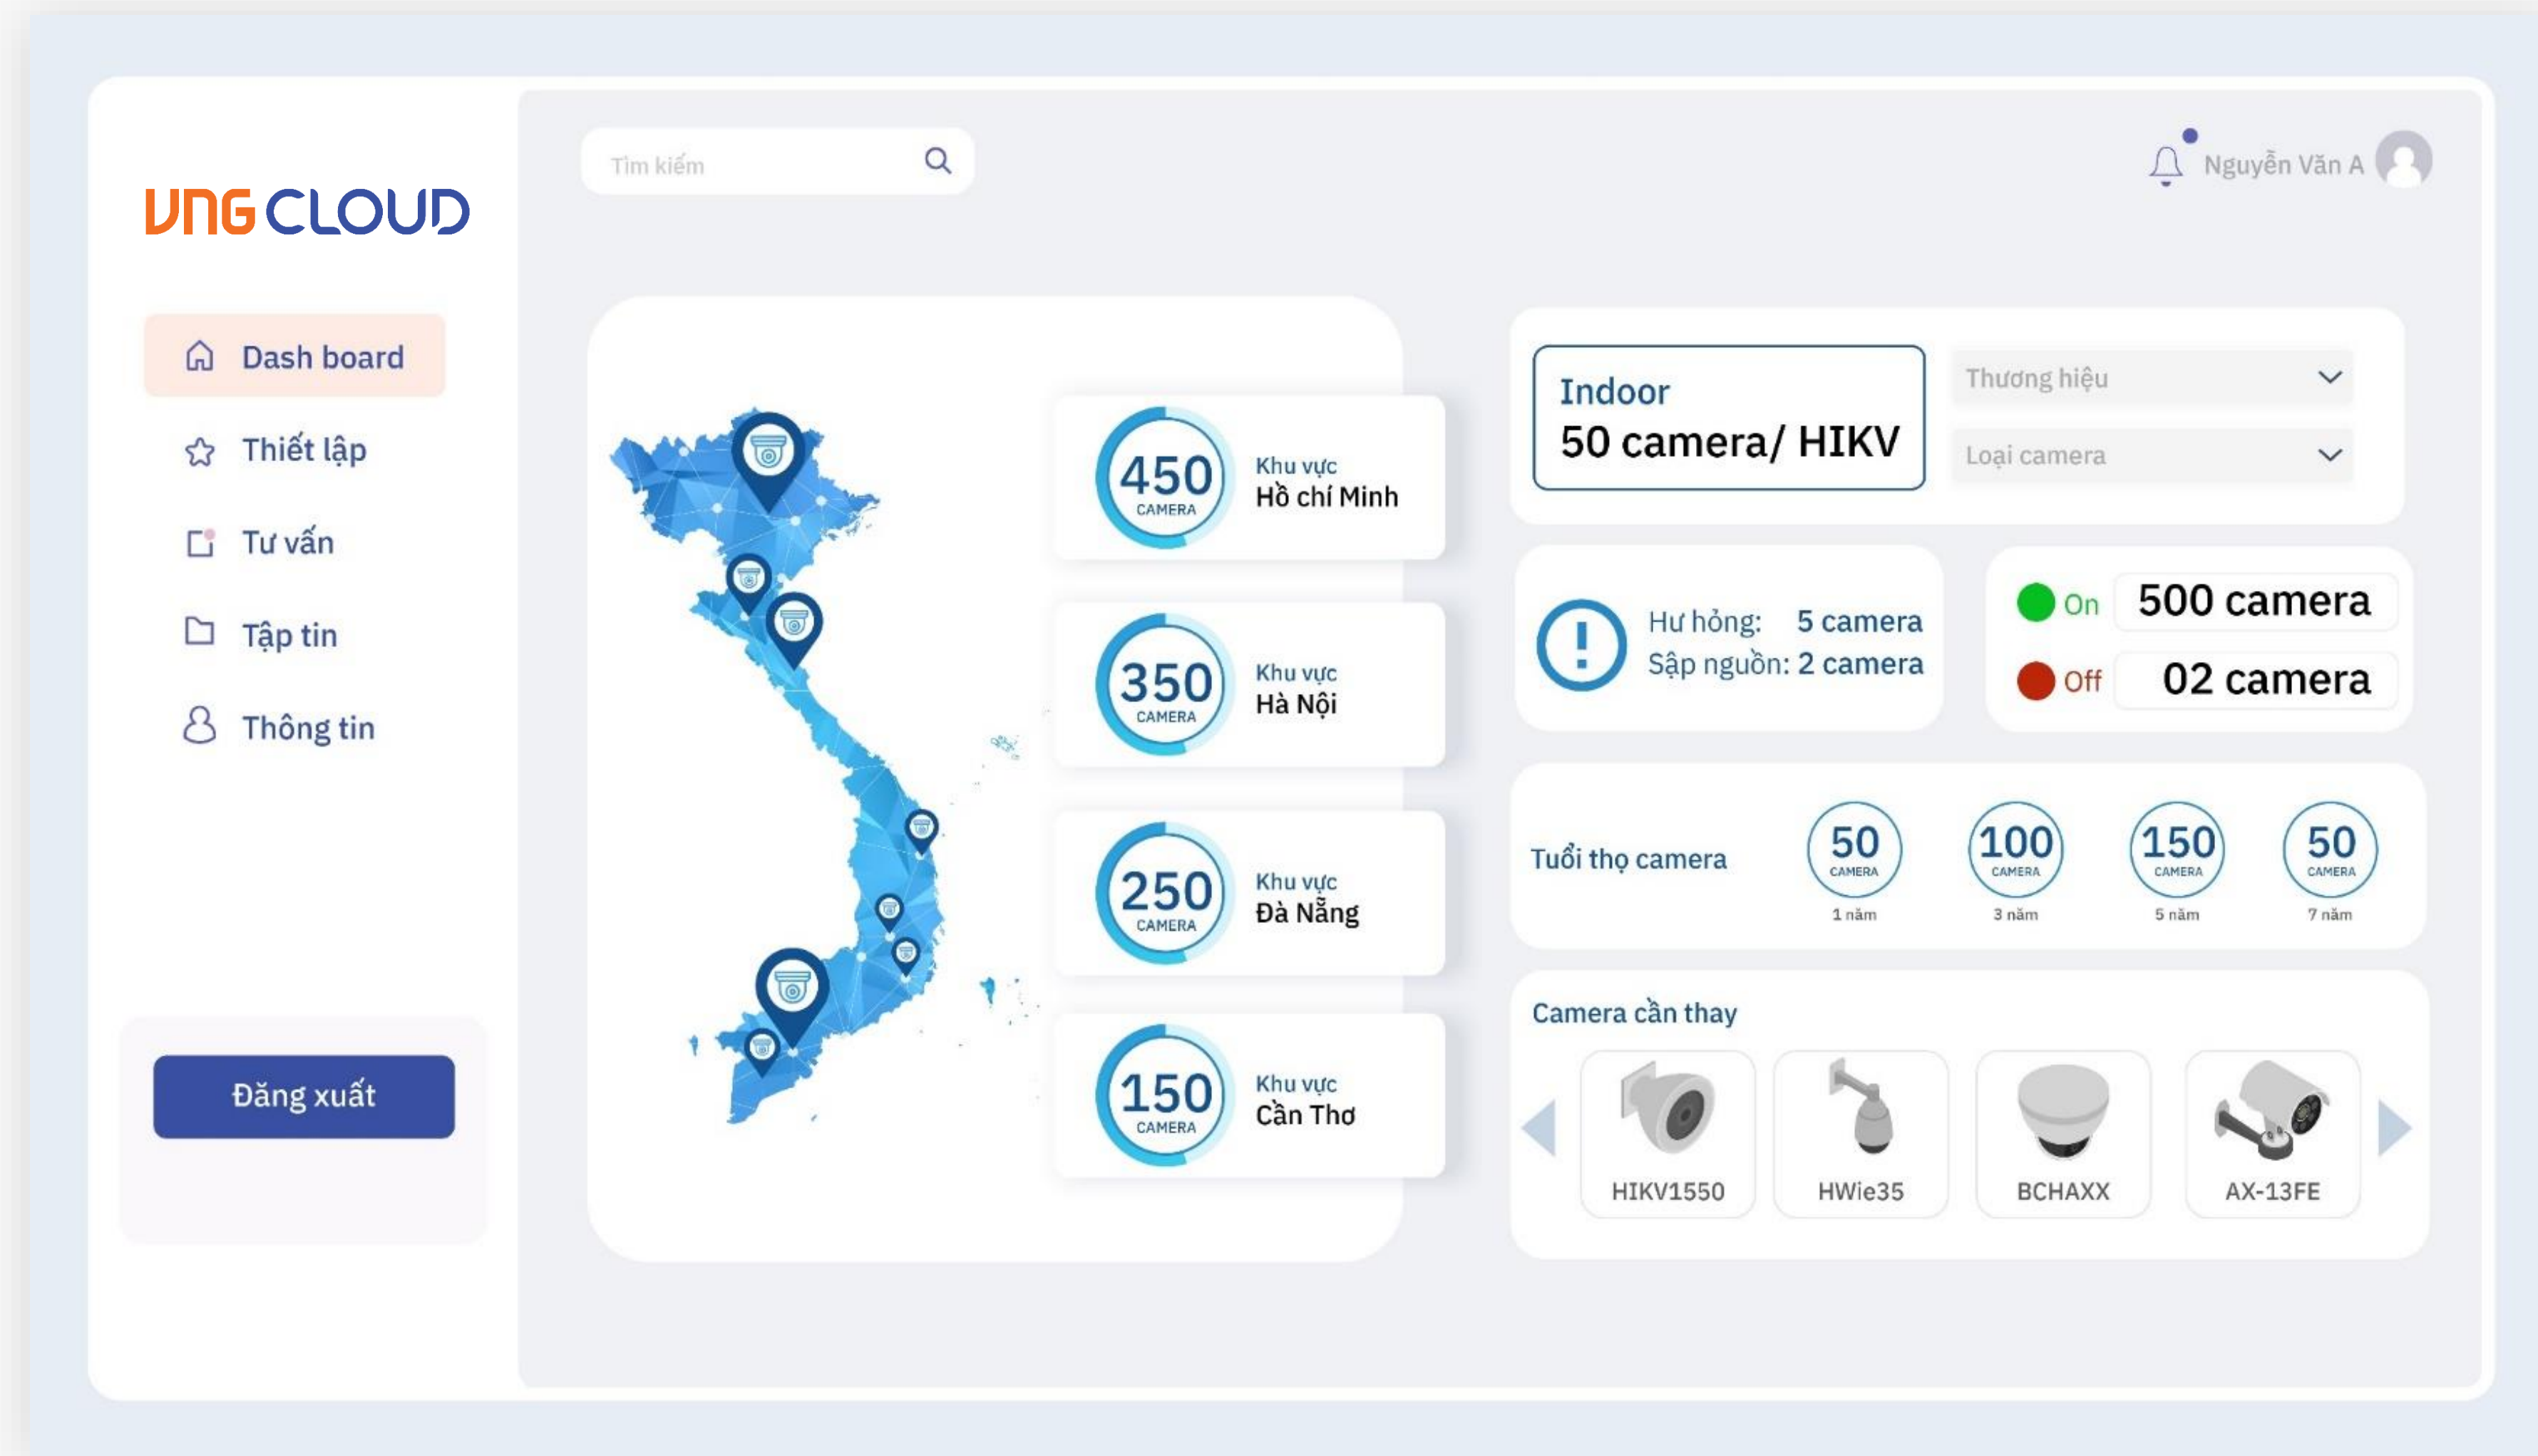 VNG CLOUD
Dash board
Thiết lập
Tư vấn
Tập tin
Thông tin
Đăng xuất
Tìm kiếm
Nguyễn Văn A
450
CAMERA
Khu vực
Hồ chí Minh
350
CAMERA
Khu vực
Hà Nội
250
CAMERA
Khu vực
Đà Nẵng
150
CAMERA
Khu vực
Cần Thơ
Indoor
50 camera/ HIKV
Thương hiệu
Loại camera
Hư hỏng: 5 camera
Sập nguồn: 2 camera
On 500 camera
Off 02 camera
Tuổi thọ camera
50
CAMERA
1 năm
100
CAMERA
3 năm
150
CAMERA
5 năm
50
CAMERA
7 năm
Camera cần thay
HIKV1550
HWie35
BCHAXX
AX-13FE